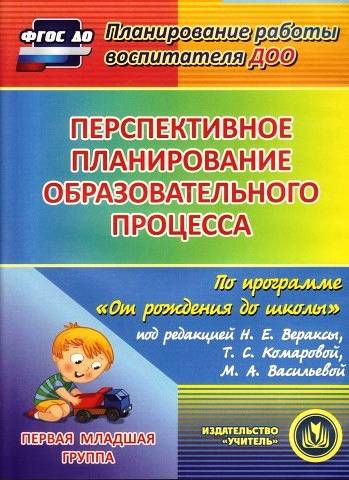 ФГОС ДО
Планирование работы
воспитателя ДОО
ПЕРСПЕКТИВНОЕ
ПЛАНИРОВАНИЕ
ОБРАЗОВАТЕЛЬНОГО
ПРОЦЕССА
По программе
«От рождения до школы»
под редакцией Н. Е. Вераксы,
Т. С. Комаровой,
М. А. Васильевой
ПЕРВАЯ МЛАДШАЯ
ГРУППА
ИЗДАТЕЛЬСТВО
«УЧИТЕЛЬ»